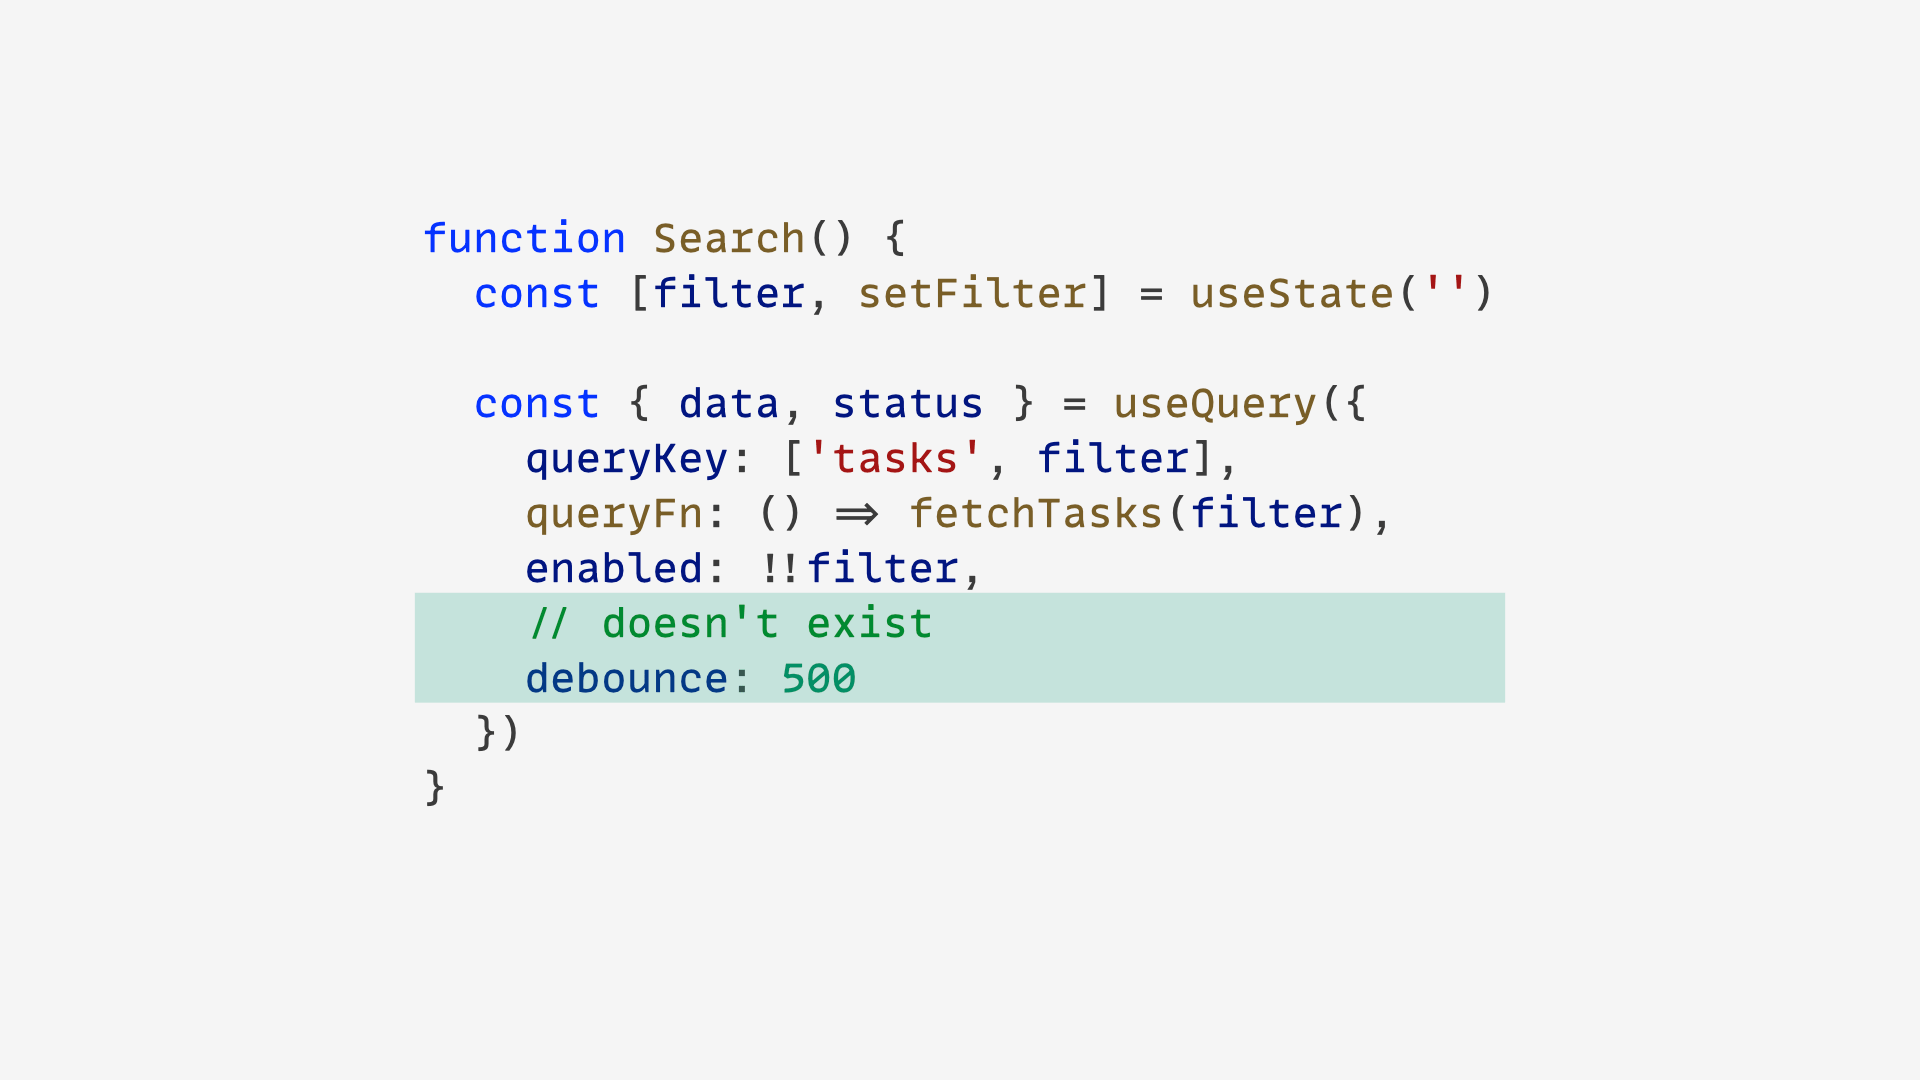 function Search() {
  const [filter, setFilter] = useState('')

  const { data, status } = useQuery({
    queryKey: ['tasks', filter],
    queryFn: () => fetchTasks(filter),
    enabled: !!filter,
    // doesn't exist
    debounce: 500
  })
}